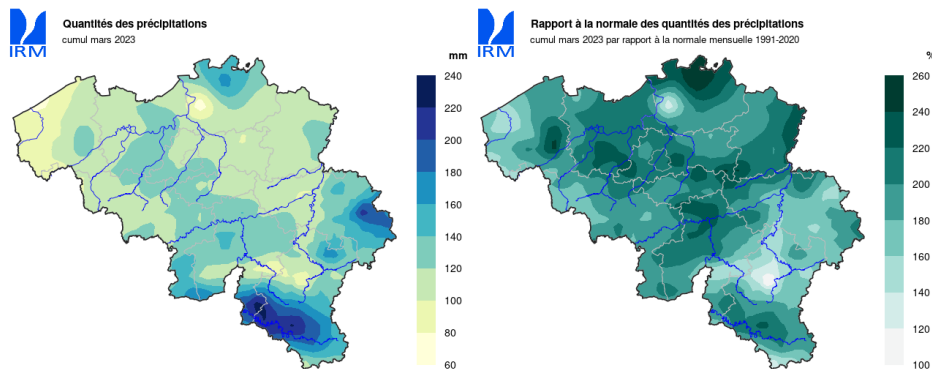 IRM
Quantités des précipitations
cumul mars 2023
mm
240
220
200
180
160
140
120
100
80
60
IRM
Rapport à la normale des quantités des précipitations
cumul mars 2023 par rapport à la normale mensuelle 1991-2020
%
260
240
220
200
180
160
140
120
100